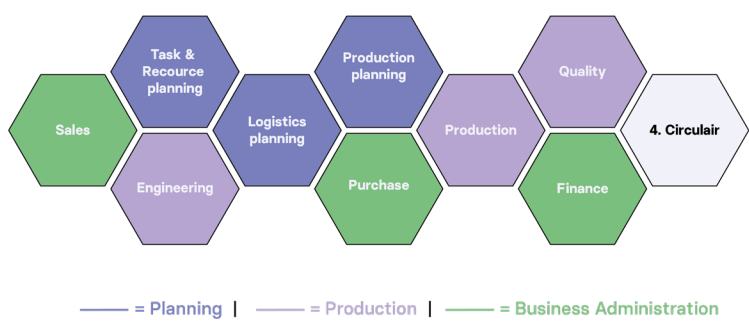 Sales
Task &
Recource
planning
Engineering
Logistics
planning
Production
planning
Purchase
Production
Quality
Finance
4. Circulair
= Planning | = Production | = Business Administration